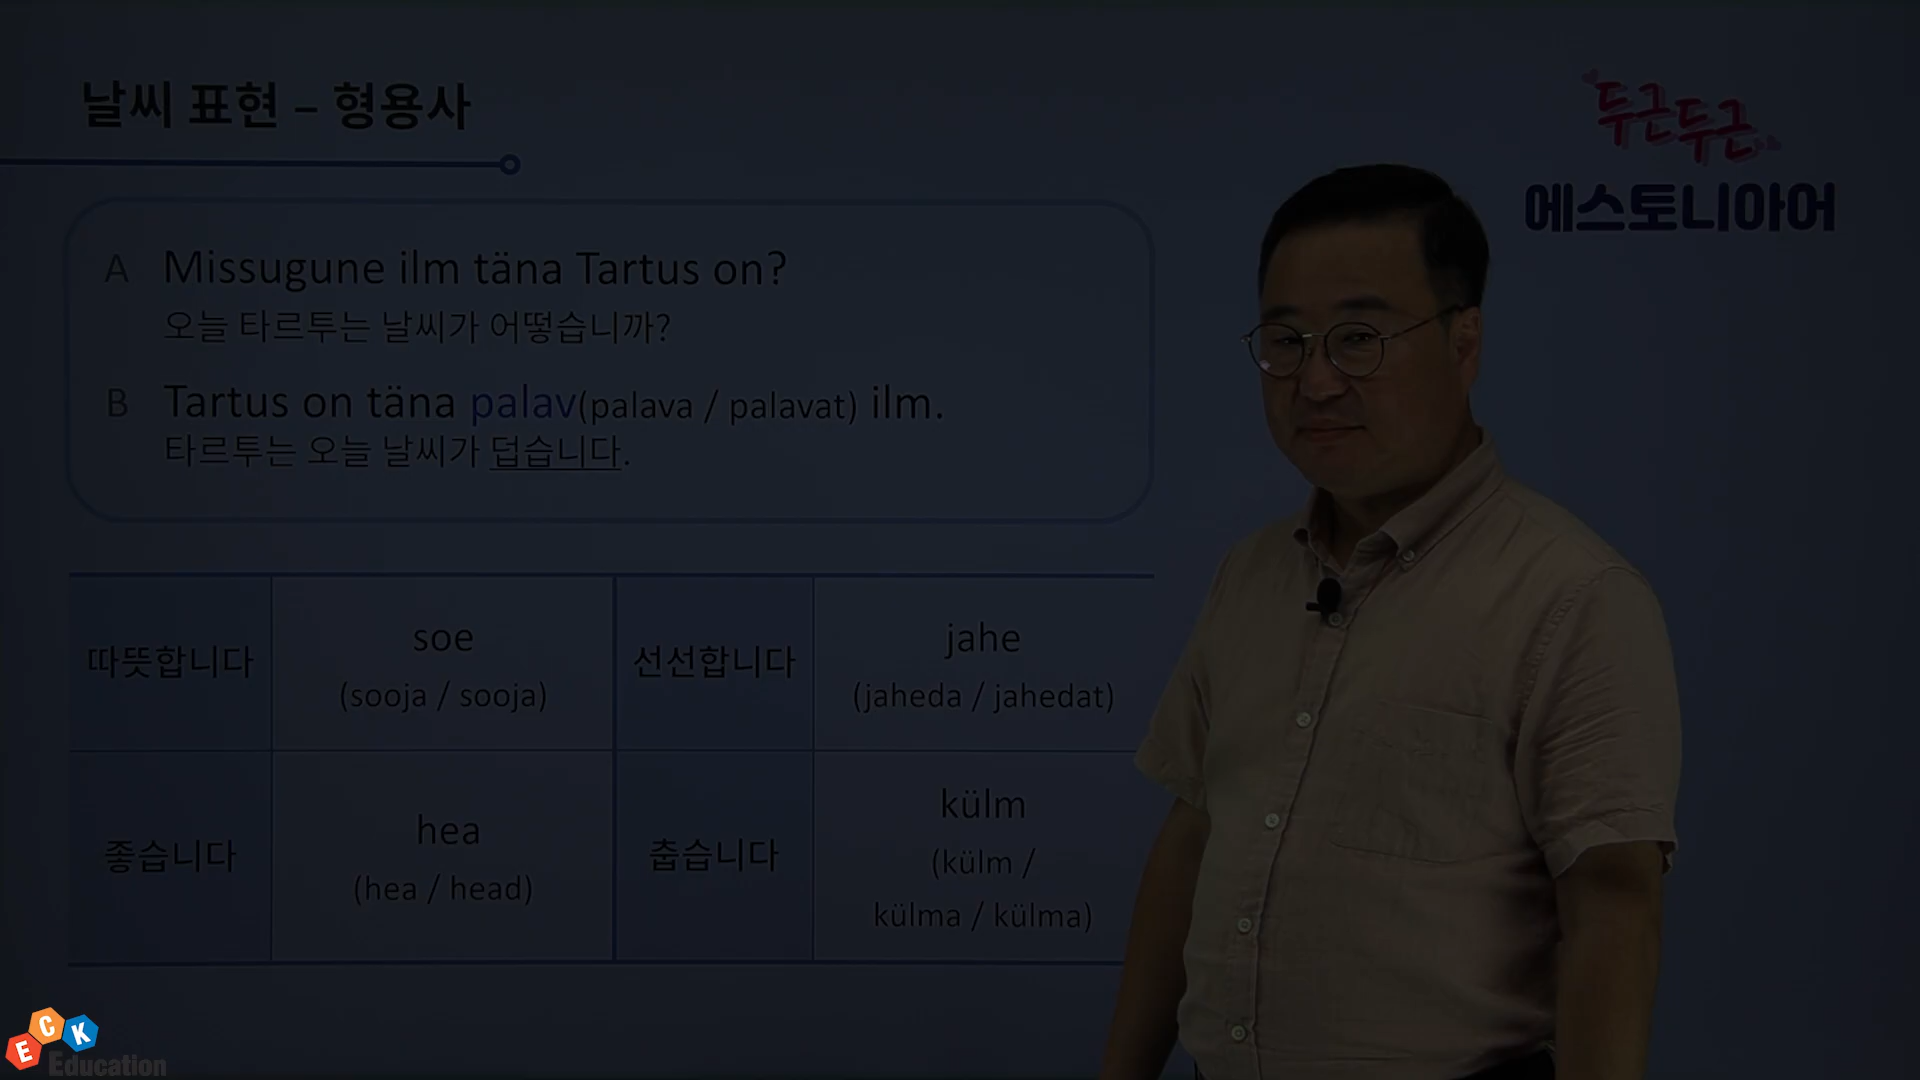 날씨 표현 – 형용사
두근두근
에스토니아어
A Missugune ilm täna Tartus on?
오늘 타르투는 날씨가 어떻습니까?
B Tartus on täna palav(palava / palavat) ilm.
타르투는 오늘 날씨가 덥습니다.
따뜻합니다
soe
(sooja / sooja)
선선합니다
jahe
(jaheda / jahedat)
좋습니다
hea
(hea / head)
춥습니다
külm
(külm /
külma / külma)
ECK
Education